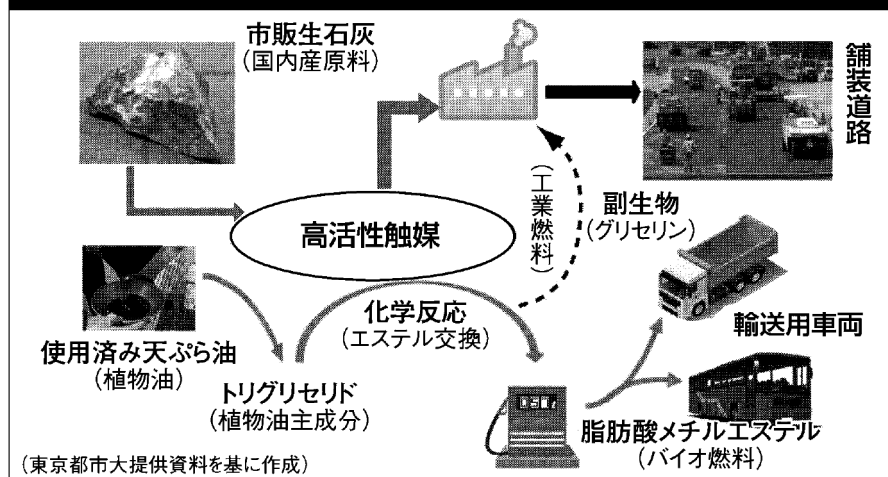 市販生石灰
(国内産原料)
舗装道路
高活性触媒
(工業燃料)
副生物
(グリセリン)
使用済み天ぷら油
(植物油)
化学反応
(エステル交換)
トリグリセリド
(植物油主成分)
輸送用車両
脂肪酸メチルエステル
(バイオ燃料)
(東京都市大提供資料を基に作成)